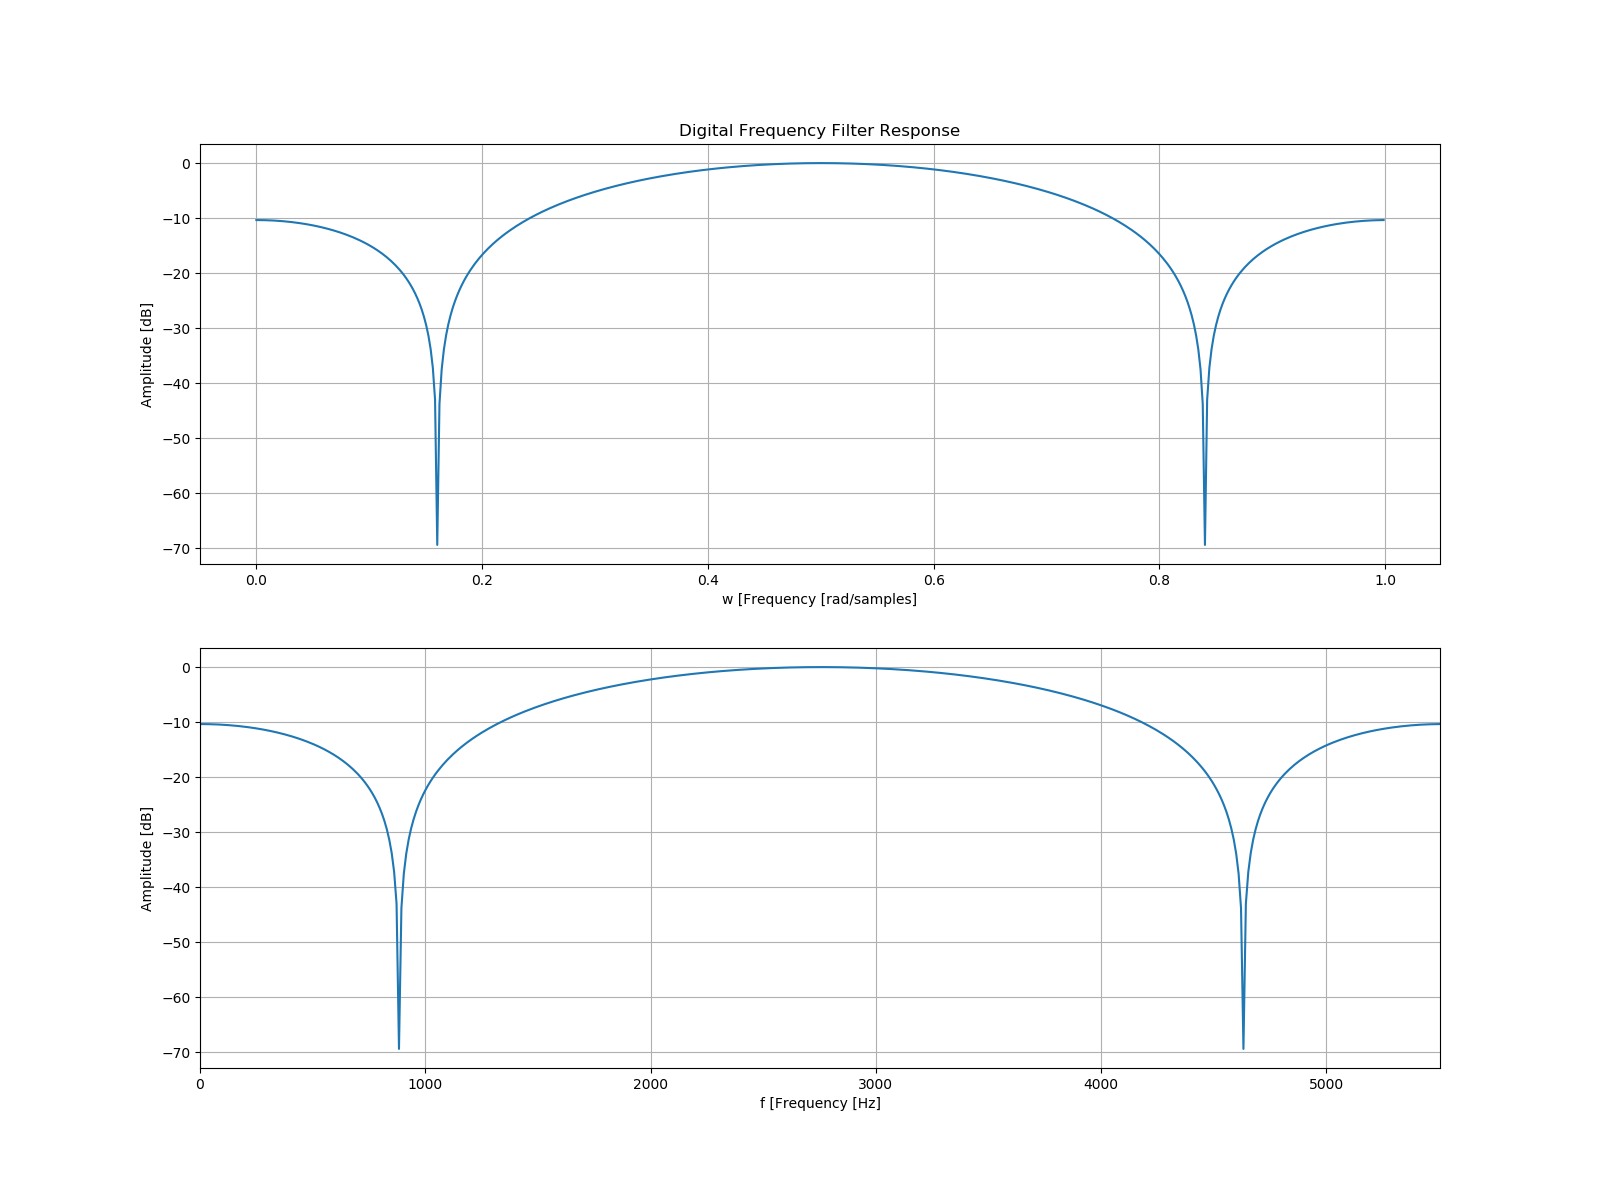 Digital Frequency Filter Response
0
−10
−20
−30
−40
−50
−60
−70
Amplitude [dB]
0.0 0.2 0.4 0.6 0.8 1.0
w [Frequency [rad/samples]
0
−10
−20
−30
−40
−50
−60
−70
Amplitude [dB]
0 1000 2000 3000 4000 5000
f [Frequency [Hz]